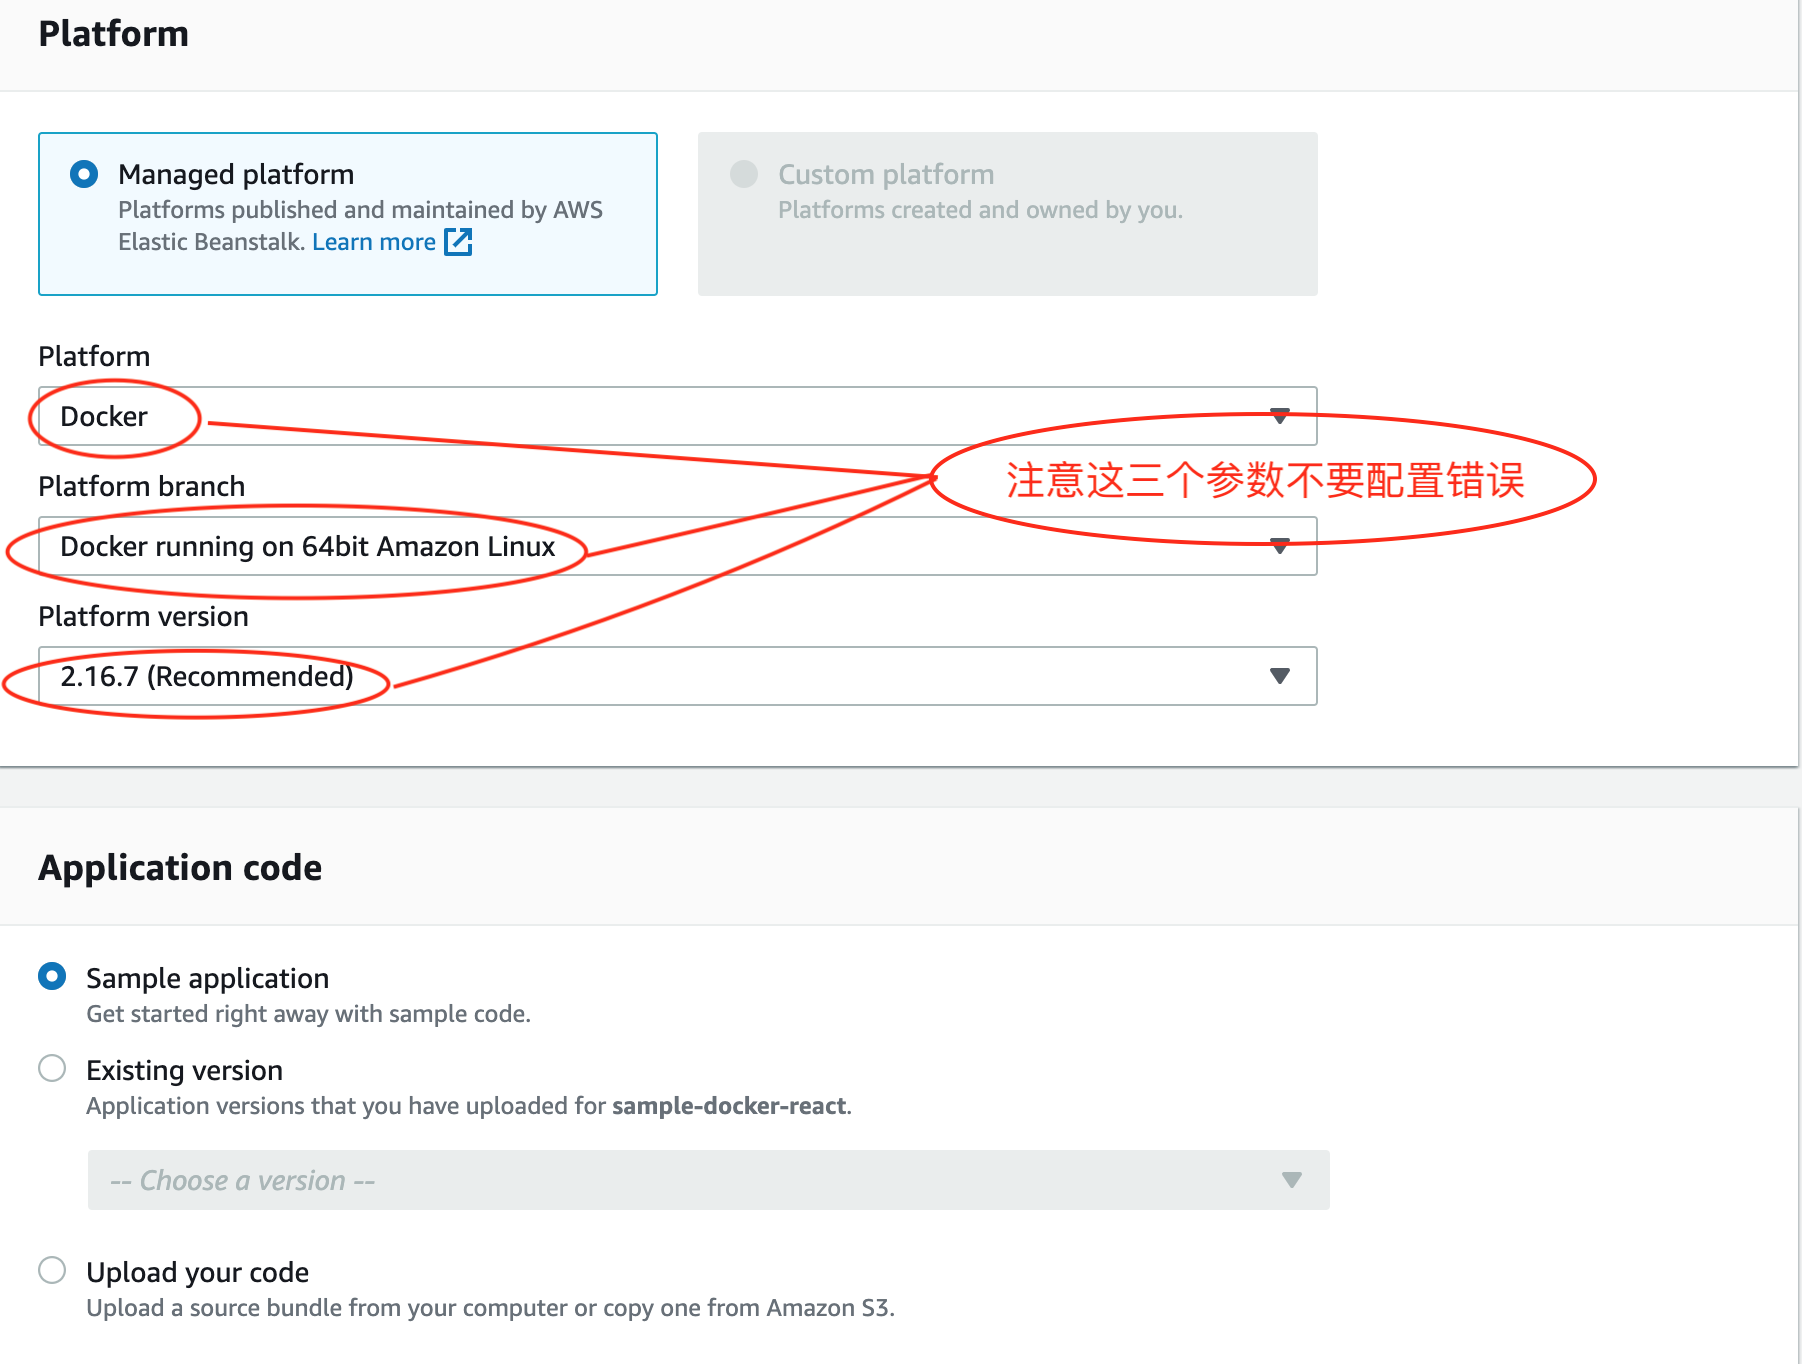 Platform
Managed platform
Platforms published and maintained by AWS
Elastic Beanstalk. Learn more
Custom platform
Platforms created and owned by you.
Platform
Docker
注意这三个参数不要配置错误
Platform branch
Docker running on 64bit Amazon Linux
Platform version
2.16.7 (Recommended)
Application code
Sample application
Get started right away with sample code.
Existing version
Application versions that you have uploaded for sample-docker-react.
-- Choose a version --
Upload your code
Upload a source bundle from your computer or copy one from Amazon S3.